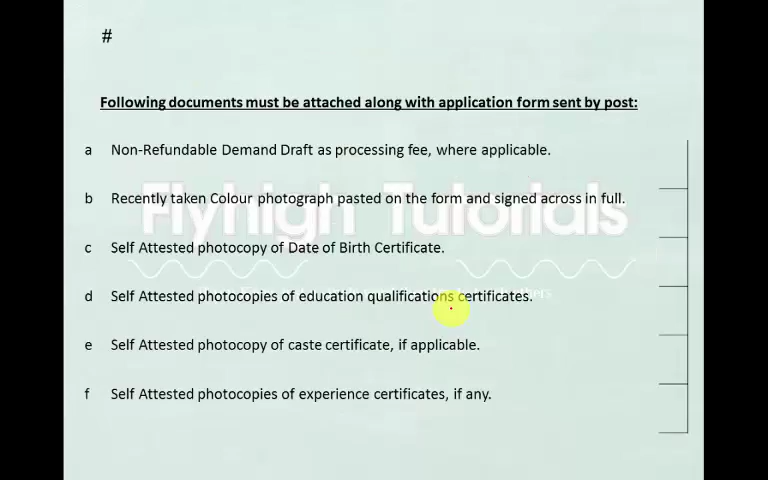 #
Following documents must be attached along with application form sent by post:
a Non-Refundable Demand Draft as processing fee, where applicable.
b Recently taken Colour photograph pasted on the form and signed across in full.
Flyhigh Tutorials
c Self Attested photocopy of Date of Birth Certificate.
d Self Attested photocopies of education qualifications certificates.
e Self Attested photocopy of caste certificate, if applicable.
f Self Attested photocopies of experience certificates, if any.